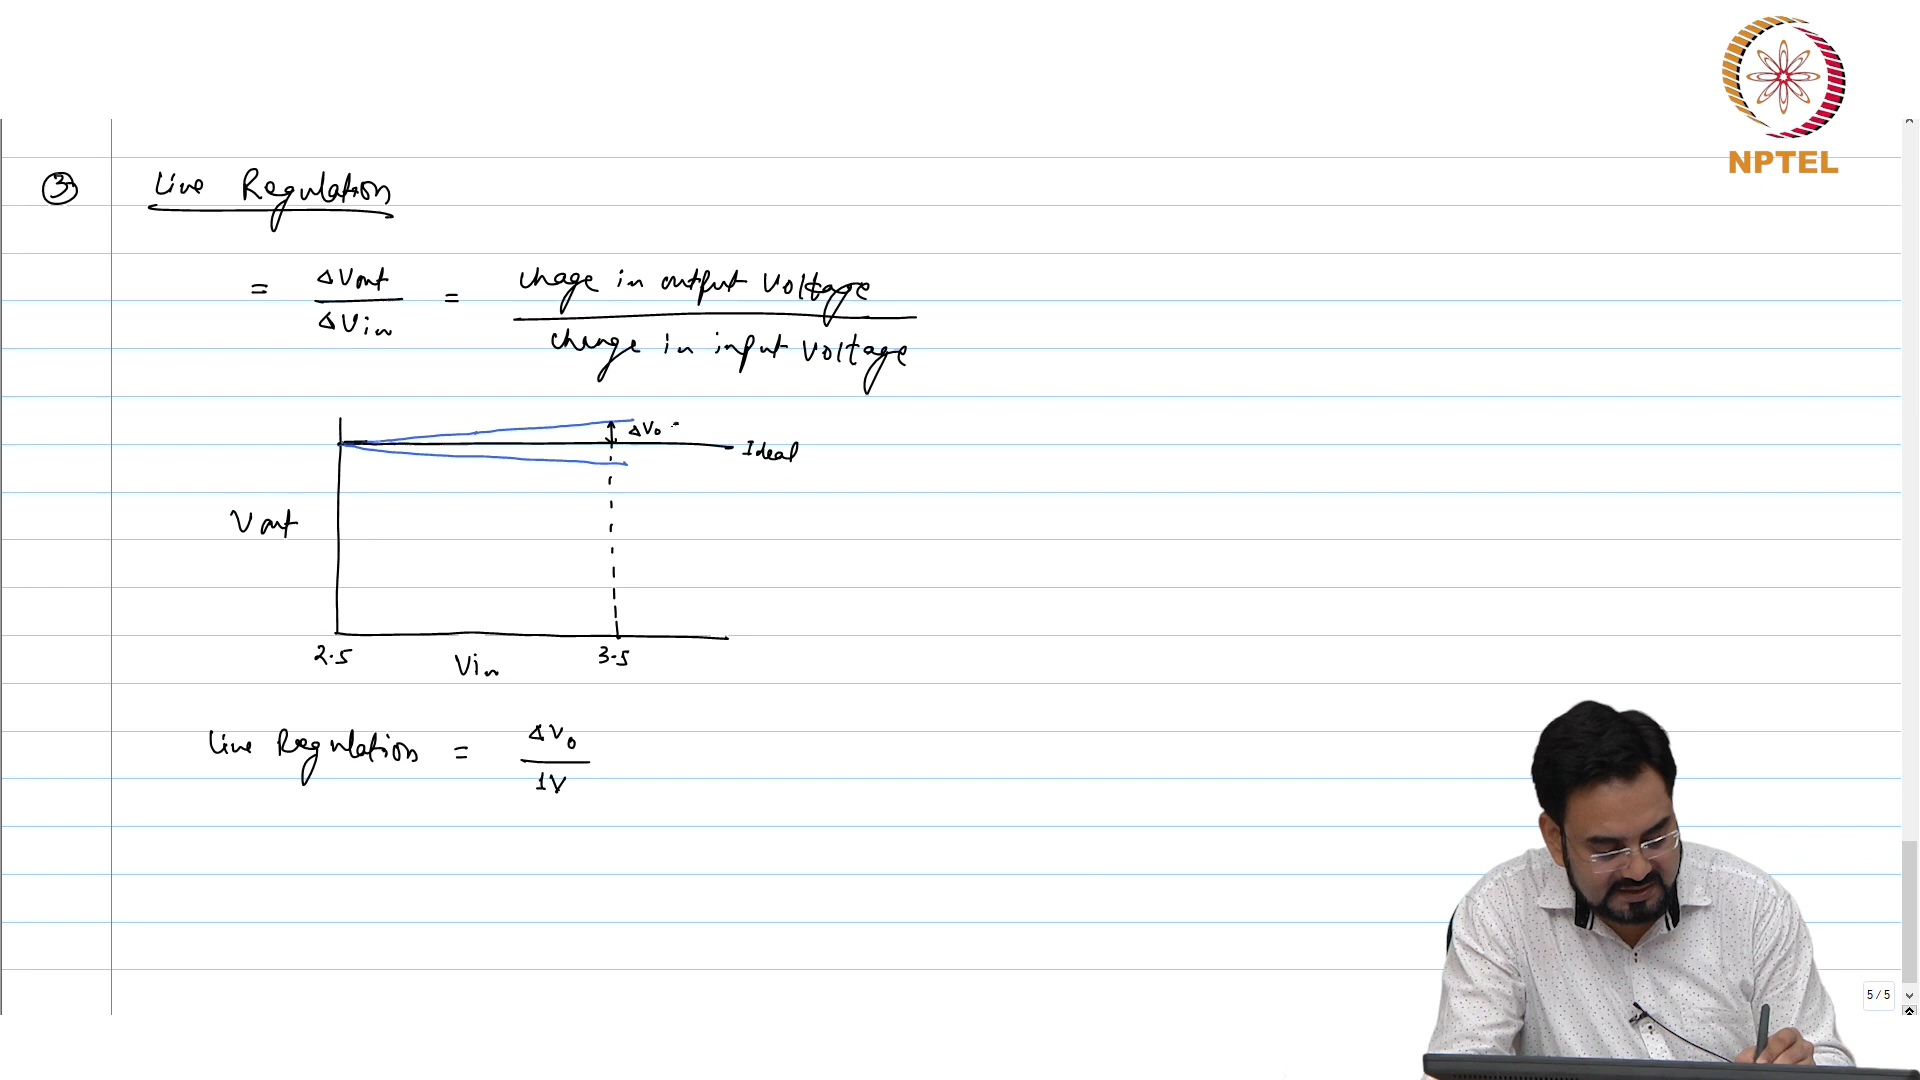 NPTEL
③ Line Regulation
= ΔVout / ΔVin = chage in output Voltage / change in input Voltage
ΔVo =
Ideal
Vout
2.5 Vin 3.5
Line Regulation = ΔVo / 1V
5 / 5